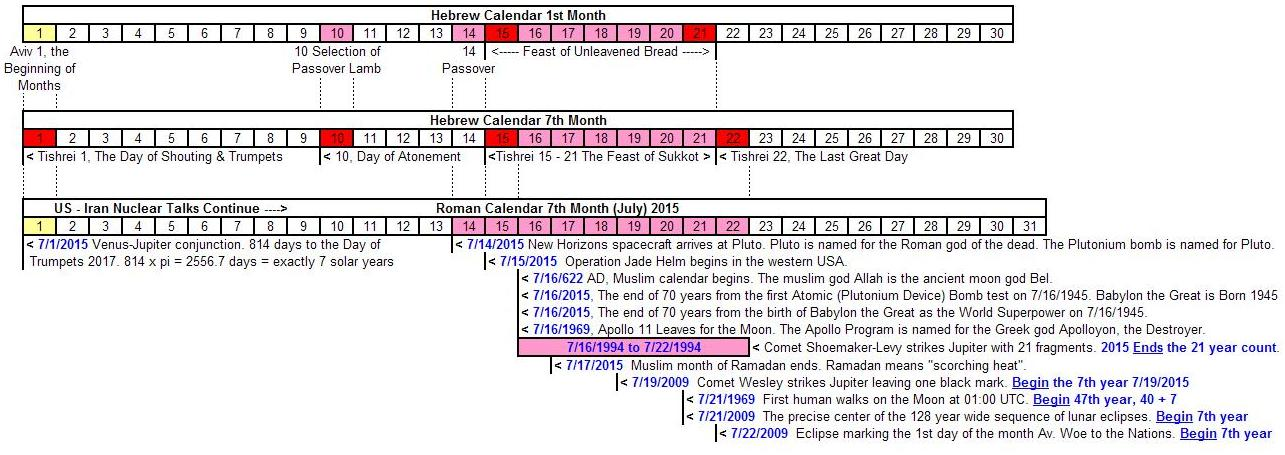 Hebrew Calendar 1st Month
1 2 3 4 5 6 7 8 9 10 11 12 13 14 15 16 17 18 19 20 21 22 23 24 25 26 27 28 29 30
Aviv 1, the 10 Selection of 14 <----- Feast of Unleavened Bread ----->
Beginning of Passover Lamb Passover
Months
Hebrew Calendar 7th Month
1 2 3 4 5 6 7 8 9 10 11 12 13 14 15 16 17 18 19 20 21 22 23 24 25 26 27 28 29 30
< Tishrei 1, The Day of Shouting & Trumpets < 10, Day of Atonement <Tishrei 15 - 21 The Feast of Sukkot > < Tishrei 22, The Last Great Day
US - Iran Nuclear Talks Continue ----> Roman Calendar 7th Month (July) 2015
1 2 3 4 5 6 7 8 9 10 11 12 13 14 15 16 17 18 19 20 21 22 23 24 25 26 27 28 29 30 31
< 7/1/2015 Venus-Jupiter conjunction. 814 days to the Day of < 7/14/2015 New Horizons spacecraft arrives at Pluto. Pluto is named for the Roman god of the dead. The Plutonium bomb is named for Pluto.
Trumpets 2017. 814 x pi = 2556.7 days = exactly 7 solar years < 7/15/2015 Operation Jade Helm begins in the western USA.
< 7/16/622 AD, Muslim calendar begins. The muslim god Allah is the ancient moon god Bel.
< 7/16/2015, The end of 70 years from the first Atomic (Plutonium Device) Bomb test on 7/16/1945. Babylon the Great is Born 1945
< 7/16/2015, The end of 70 years from the birth of Babylon the Great as the World Superpower on 7/16/1945.
< 7/16/1969, Apollo 11 Leaves for the Moon. The Apollo Program is named for the Greek god Apolloyon, the Destroyer.
7/16/1994 to 7/22/1994 < Comet Shoemaker-Levy strikes Jupiter with 21 fragments. 2015 Ends the 21 year count.
< 7/17/2015 Muslim month of Ramadan ends. Ramadan means "scorching heat".
< 7/19/2009 Comet Wesley strikes Jupiter leaving one black mark. Begin the 7th year 7/19/2015
< 7/21/1969 First human walks on the Moon at 01:00 UTC. Begin 47th year, 40 + 7
< 7/21/2009 The precise center of the 128 year wide sequence of lunar eclipses. Begin 7th year
< 7/22/2009 Eclipse marking the 1st day of the month Av. Woe to the Nations. Begin 7th year